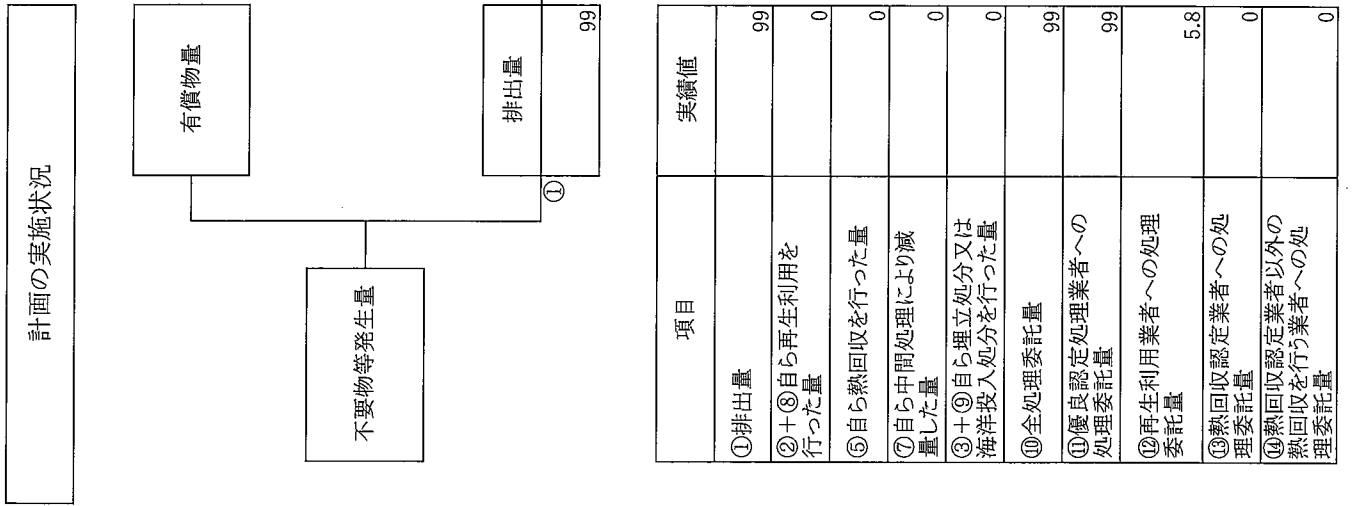 計画の実施状況
有償物量
不要物等発生量
①
排出量
99
項目
実績値
①排出量
99
②+⑧自ら再生利用を
行った量
0
⑤自ら熱回収を行った量
0
⑦自ら中間処理により減
量した量
0
③+⑨自ら埋立処分又は
海洋投入処分を行った量
0
⑩全処理委託量
99
⑪優良認定処理業者への
処理委託量
99
⑫再生利用業者への処理
委託量
5.8
⑬熱回収認定業者への処
理委託量
0
⑭熱回収認定業者以外の
熱回収を行う業者への処
理委託量
0